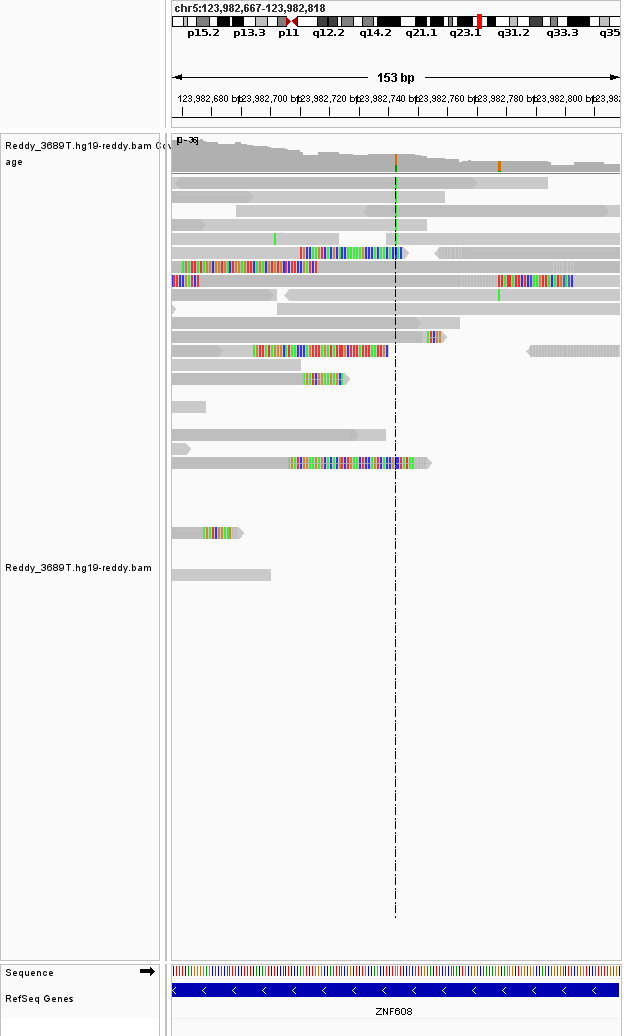 chr5:123,982,667-123,982,818
p15.2 p13.3 p11 q12.2 q14.2 q21.1 q23.1 q31.2 q33.3 q35
153 bp
123,982,680 bp 123,982,700 bp 123,982,720 bp 123,982,740 bp 123,982,760 bp 123,982,780 bp 123,982,800 bp 123,982
[0-36]
Reddy_3689T.hg19-reddy.bam Cov
age
Reddy_3689T.hg19-reddy.bam
Sequence
RefSeq Genes
ZNF608